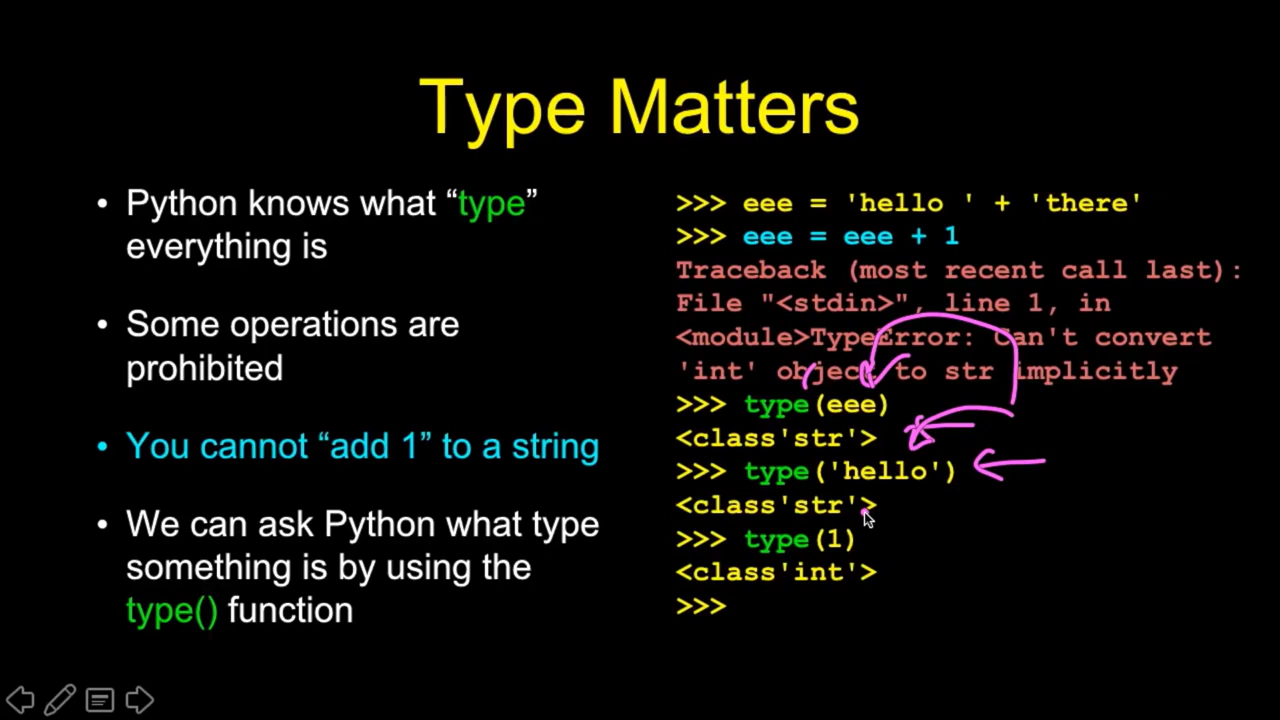 Type Matters
• Python knows what “type”
everything is
• Some operations are
prohibited
• You cannot “add 1” to a string
• We can ask Python what type
something is by using the
type() function
>>> eee = 'hello ' + 'there'
>>> eee = eee + 1
Traceback (most recent call last):
File "<stdin>", line 1, in
<module>TypeError: Can't convert
'int' object to str implicitly
>>> type(eee)
<class'str'>
>>> type('hello')
<class'str'>
>>> type(1)
<class'int'>
>>>